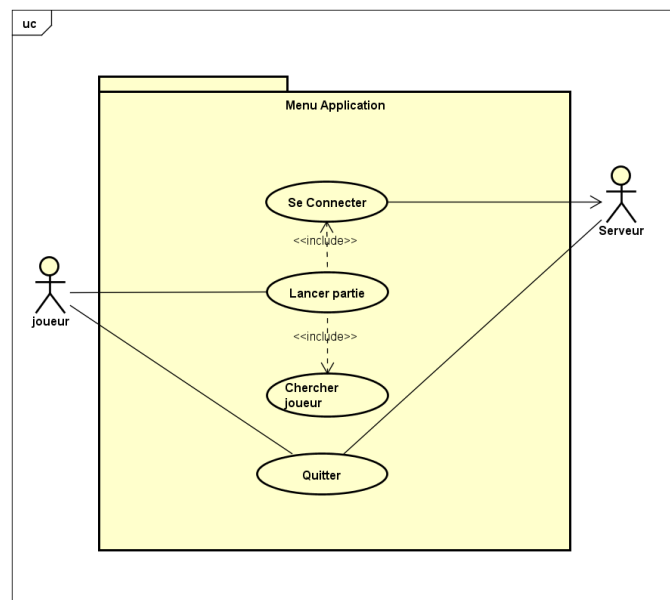 uc
Menu Application
Se Connecter
Serveur
<<include>>
joueur
Lancer partie
<<include>>
Chercher
joueur
Quitter